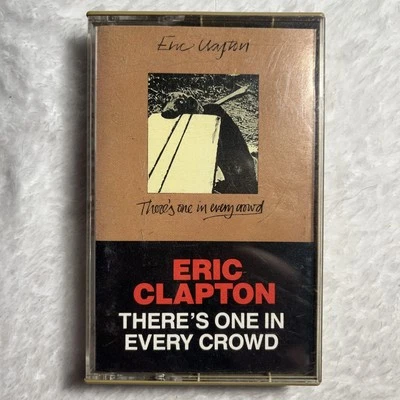 Eric Clapton
There's one in every crowd
ERIC
CLAPTON
THERE'S ONE IN
EVERY CROWD